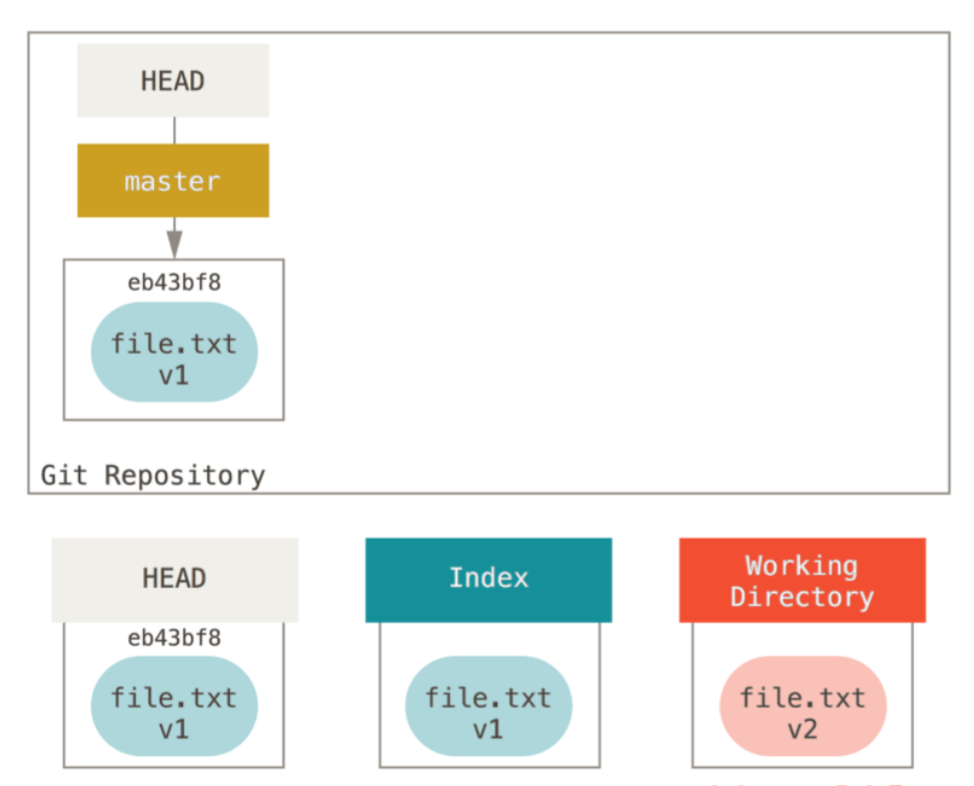 HEAD
master
eb43bf8
file.txt
v1
Git Repository
HEAD
Index
Working
Directory
eb43bf8
file.txt
v1
file.txt
v1
file.txt
v2